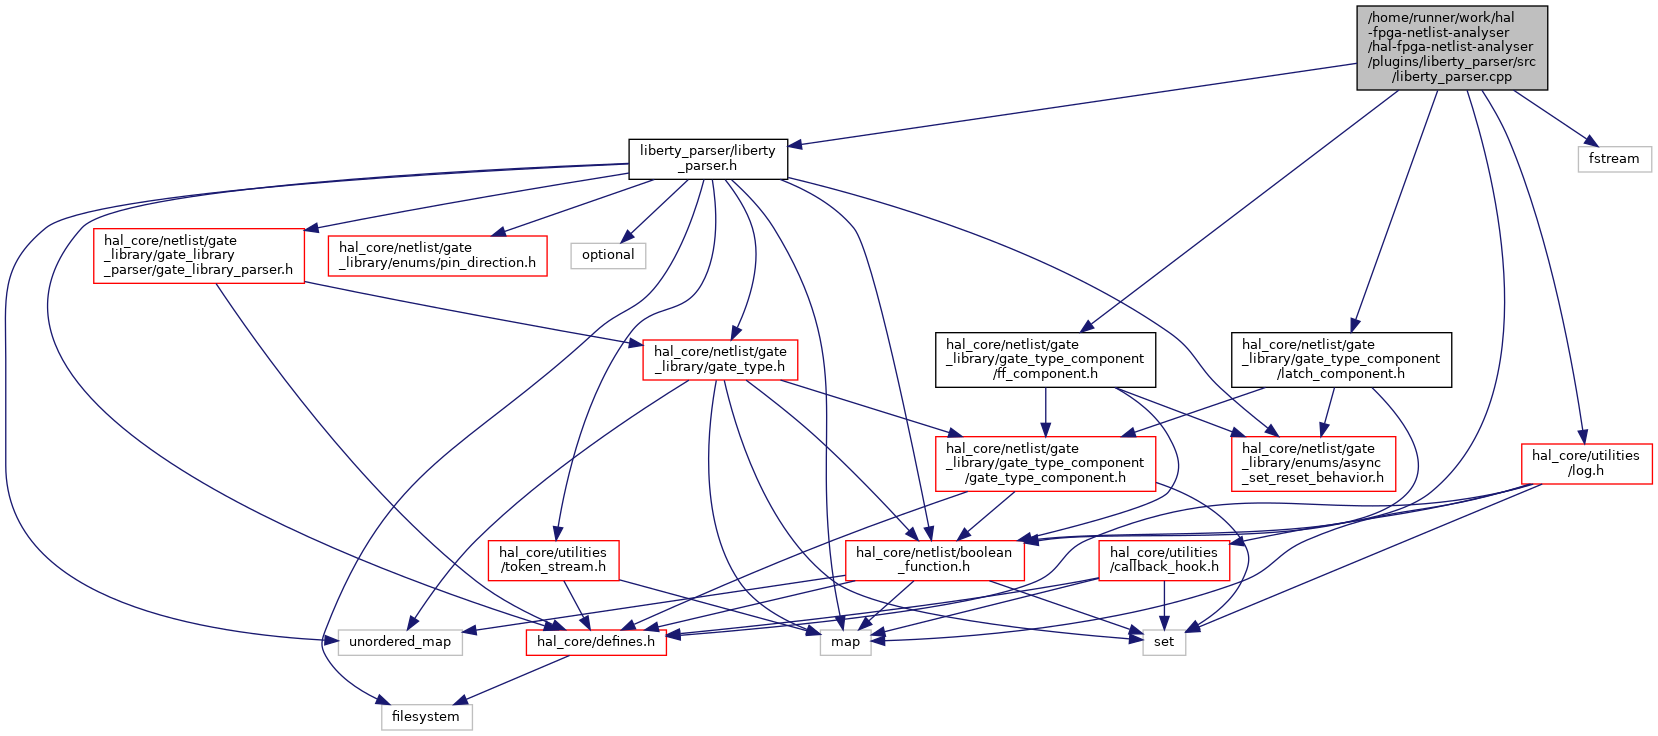 /home/runner/work/hal
-fpga-netlist-analyser
/hal-fpga-netlist-analyser
/plugins/liberty_parser/src
/liberty_parser.cpp
liberty_parser/liberty
_parser.h
fstream
hal_core/netlist/gate
_library/gate_library
_parser/gate_library_parser.h
hal_core/netlist/gate
_library/enums/pin_direction.h
optional
hal_core/netlist/gate
_library/gate_type.h
hal_core/netlist/gate
_library/gate_type_component
/ff_component.h
hal_core/netlist/gate
_library/gate_type_component
/latch_component.h
hal_core/netlist/gate
_library/gate_type_component
/gate_type_component.h
hal_core/netlist/gate
_library/enums/async
_set_reset_behavior.h
hal_core/utilities
/log.h
hal_core/utilities
/token_stream.h
hal_core/netlist/boolean
_function.h
hal_core/utilities
/callback_hook.h
unordered_map
hal_core/defines.h
map
set
filesystem